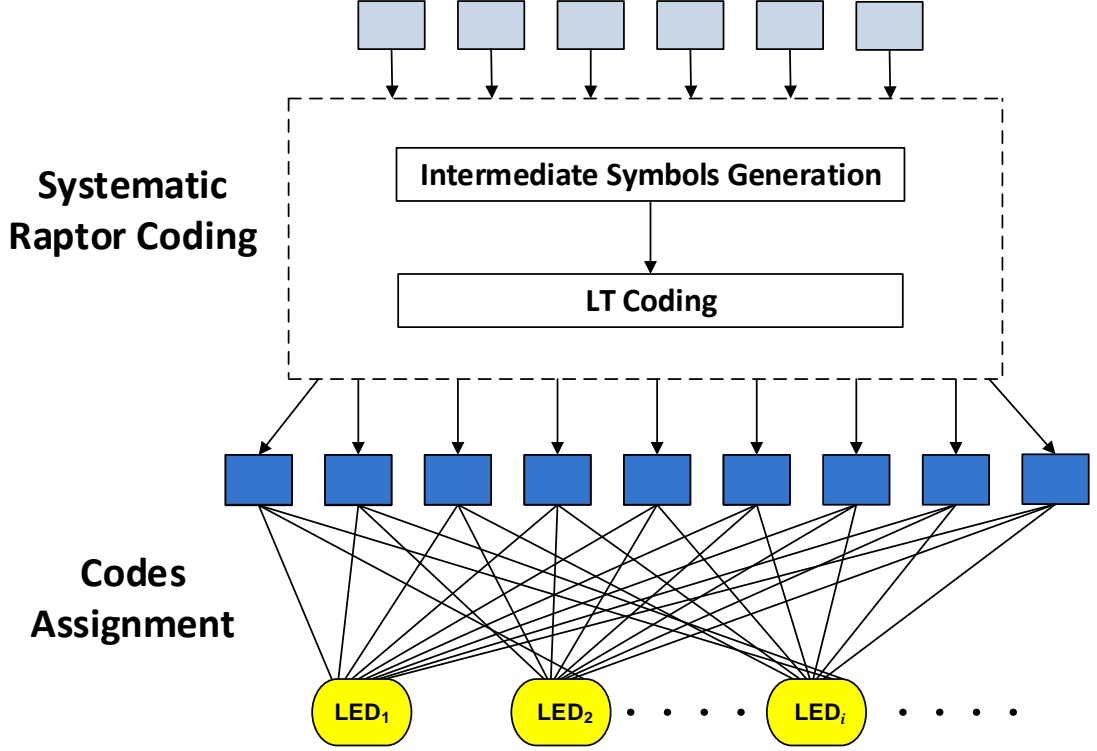 Systematic
Raptor Coding
Intermediate Symbols Generation
LT Coding
Codes
Assignment
LED₁ LED₂ . . . . LEDᵢ . . . .